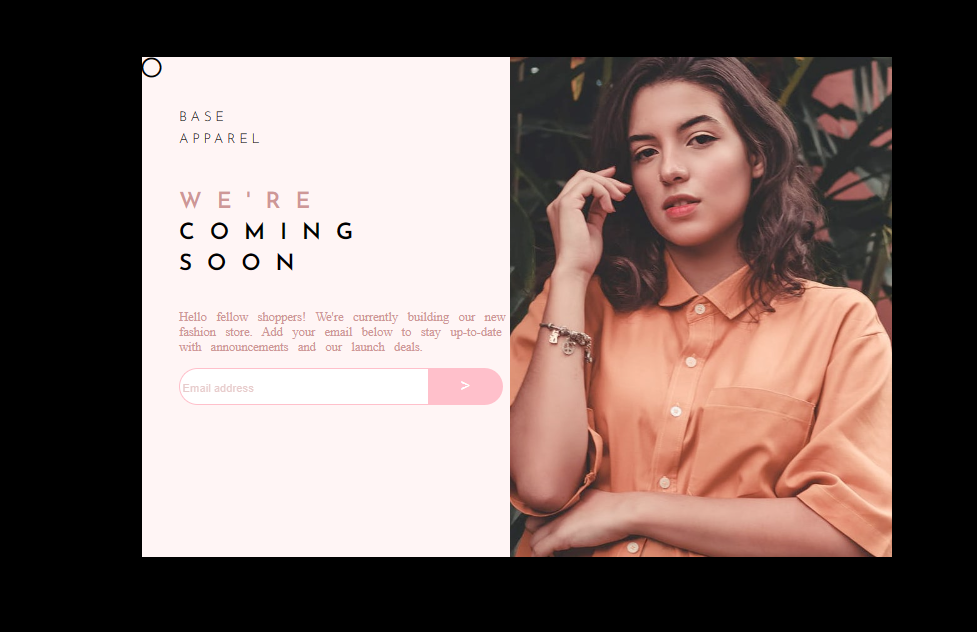 BASE
APPAREL
WE'RE
COMING
SOON
Hello fellow shoppers! We're currently building our new
fashion store. Add your email below to stay up-to-date
with announcements and our launch deals.
Email address >